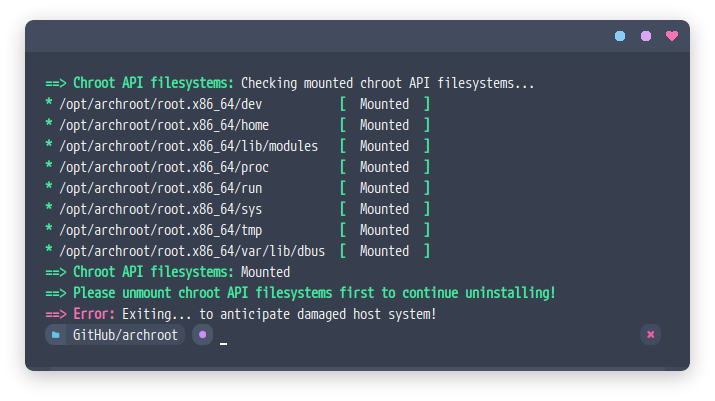 ==> Chroot API filesystems: Checking mounted chroot API filesystems...
* /opt/archroot/root.x86_64/dev [ Mounted ]
* /opt/archroot/root.x86_64/home [ Mounted ]
* /opt/archroot/root.x86_64/lib/modules [ Mounted ]
* /opt/archroot/root.x86_64/proc [ Mounted ]
* /opt/archroot/root.x86_64/run [ Mounted ]
* /opt/archroot/root.x86_64/sys [ Mounted ]
* /opt/archroot/root.x86_64/tmp [ Mounted ]
* /opt/archroot/root.x86_64/var/lib/dbus [ Mounted ]
==> Chroot API filesystems: Mounted
==> Please unmount chroot API filesystems first to continue uninstalling!
==> Error: Exiting... to anticipate damaged host system!
GitHub/archroot